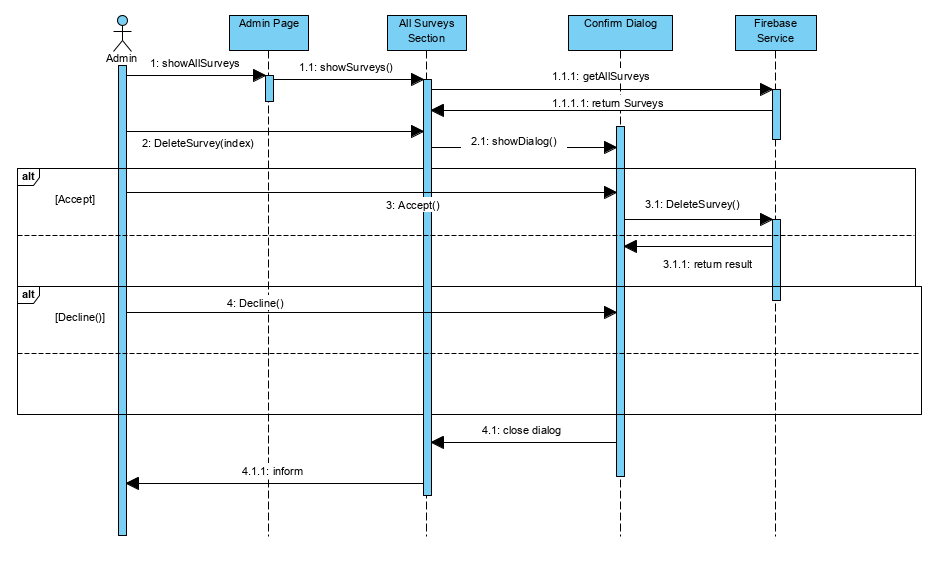 Admin Page
All Surveys
Section
Confirm Dialog
Firebase
Service
Admin
1: showAllSurveys
1.1: showSurveys()
1.1.1: getAllSurveys
1.1.1.1: return Surveys
2: DeleteSurvey(index)
2.1: showDialog()
alt
[Accept]
3: Accept()
3.1: DeleteSurvey()
3.1.1: return result
alt
4: Decline()
[Decline()]
4.1: close dialog
4.1.1: inform